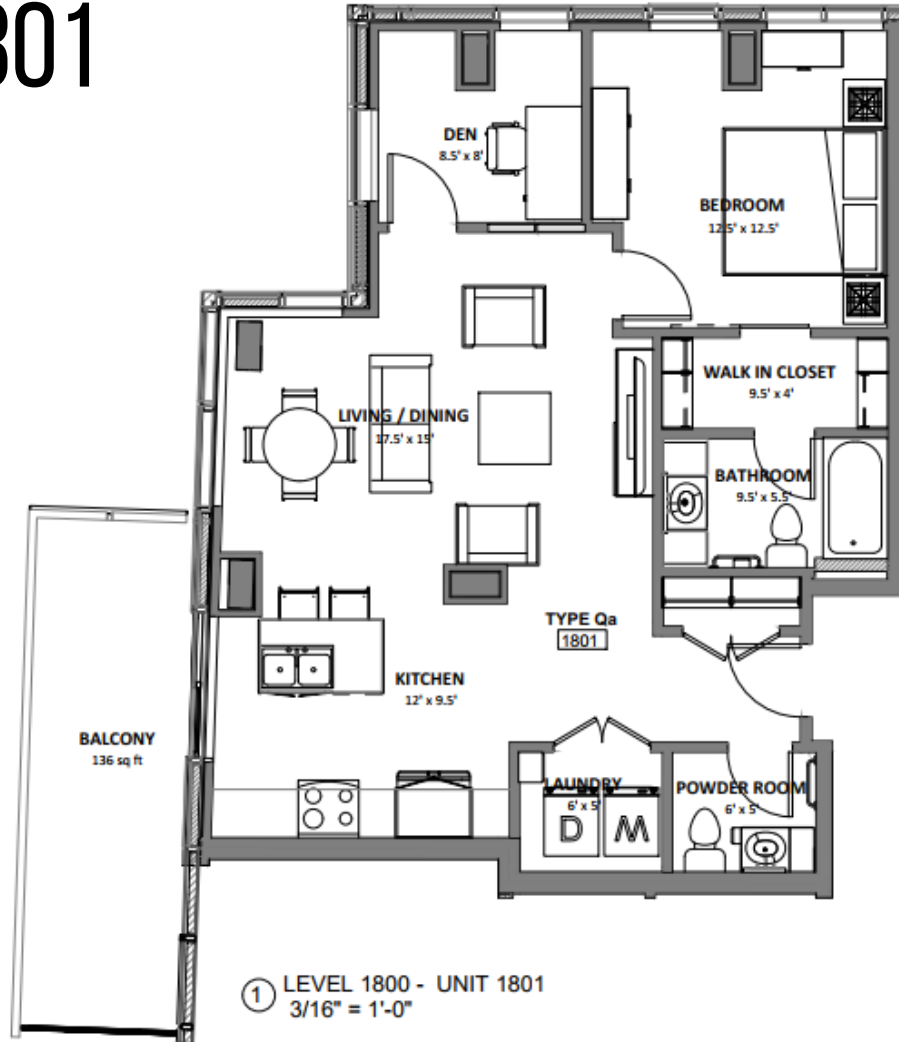 801
DEN
8.5' x 8'
BEDROOM
12.5' x 12.5'
WALK IN CLOSET
9.5' x 4'
LIVING / DINING
17.5' x 15'
BATHROOM
9.5' x 5.5'
TYPE Qa
1801
KITCHEN
12' x 9.5'
BALCONY
136 sq ft
LAUNDRY
6' x 5'
D
M
POWDER ROOM
6' x 5'
1
LEVEL 1800 - UNIT 1801
3/16" = 1'-0"